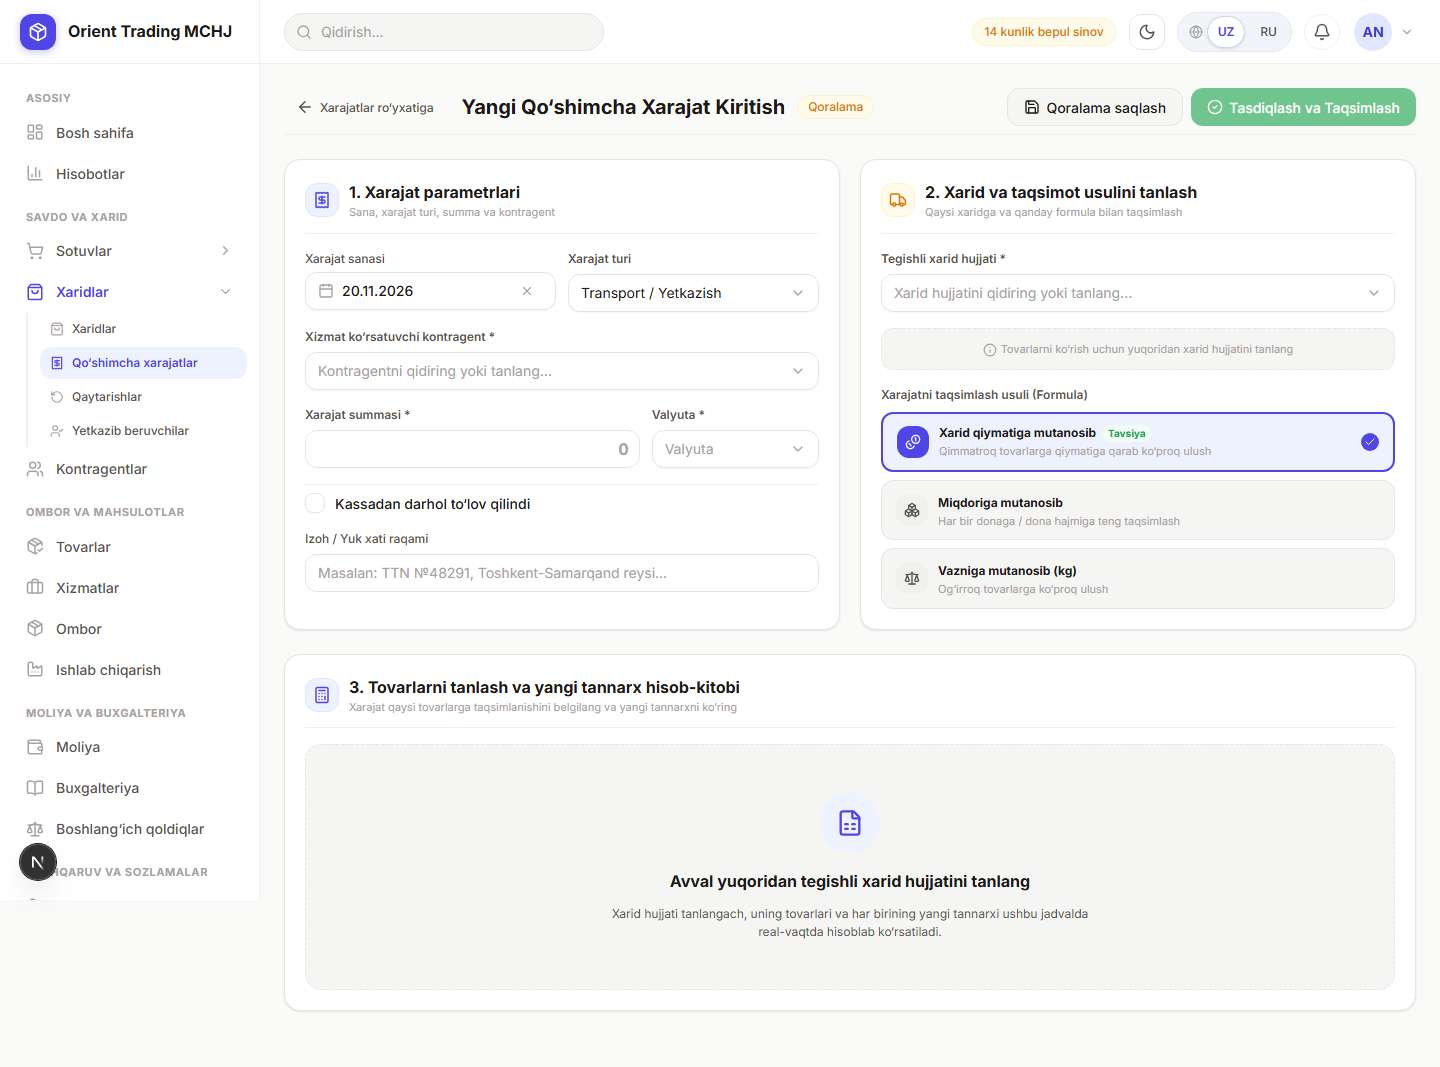 Orient Trading MCHJ
Qidirish...
14 kunlik bepul sinov
UZ
RU
AN
ASOSIY
Bosh sahifa
Hisobotlar
SAVDO VA XARID
Sotuvlar
Xaridlar
Xaridlar
Qo‘shimcha xarajatlar
Qaytarishlar
Yetkazib beruvchilar
Kontragentlar
OMBOR VA MAHSULOTLAR
Tovarlar
Xizmatlar
Ombor
Ishlab chiqarish
MOLIYA VA BUXGALTERIYA
Moliya
Buxgalteriya
Boshlang‘ich qoldiqlar
N
QARUV VA SOZLAMALAR
Xarajatlar ro‘yxatiga
Yangi Qo‘shimcha Xarajat Kiritish
Qoralama
Qoralama saqlash
Tasdiqlash va Taqsimlash
1. Xarajat parametrlari
Sana, xarajat turi, summa va kontragent
Xarajat sanasi
Xarajat turi
20.11.2026
Transport / Yetkazish
Xizmat ko‘rsatuvchi kontragent *
Kontragentni qidiring yoki tanlang...
Xarajat summasi *
Valyuta *
0
Valyuta
Kassadan darhol to‘lov qilindi
Izoh / Yuk xati raqami
Masalan: TTN №48291, Toshkent-Samarqand reysi...
2. Xarid va taqsimot usulini tanlash
Qaysi xaridga va qanday formula bilan taqsimlash
Tegishli xarid hujjati *
Xarid hujjatini qidiring yoki tanlang...
Tovarlarni ko‘rish uchun yuqoridan xarid hujjatini tanlang
Xarajatni taqsimlash usuli (Formula)
Xarid qiymatiga mutanosib
Tavsiya
Qimmatroq tovarlarga qiymatiga qarab ko‘proq ulush
Miqdoriga mutanosib
Har bir donaga / dona hajmiga teng taqsimlash
Vazniga mutanosib (kg)
Og‘irroq tovarlarga ko‘proq ulush
3. Tovarlarni tanlash va yangi tannarx hisob-kitobi
Xarajat qaysi tovarlarga taqsimlanishini belgilang va yangi tannarxni ko‘ring
Avval yuqoridan tegishli xarid hujjatini tanlang
Xarid hujjati tanlangach, uning tovarlari va har birining yangi tannarxi ushbu jadvalda
real-vaqtda hisoblab ko‘rsatiladi.